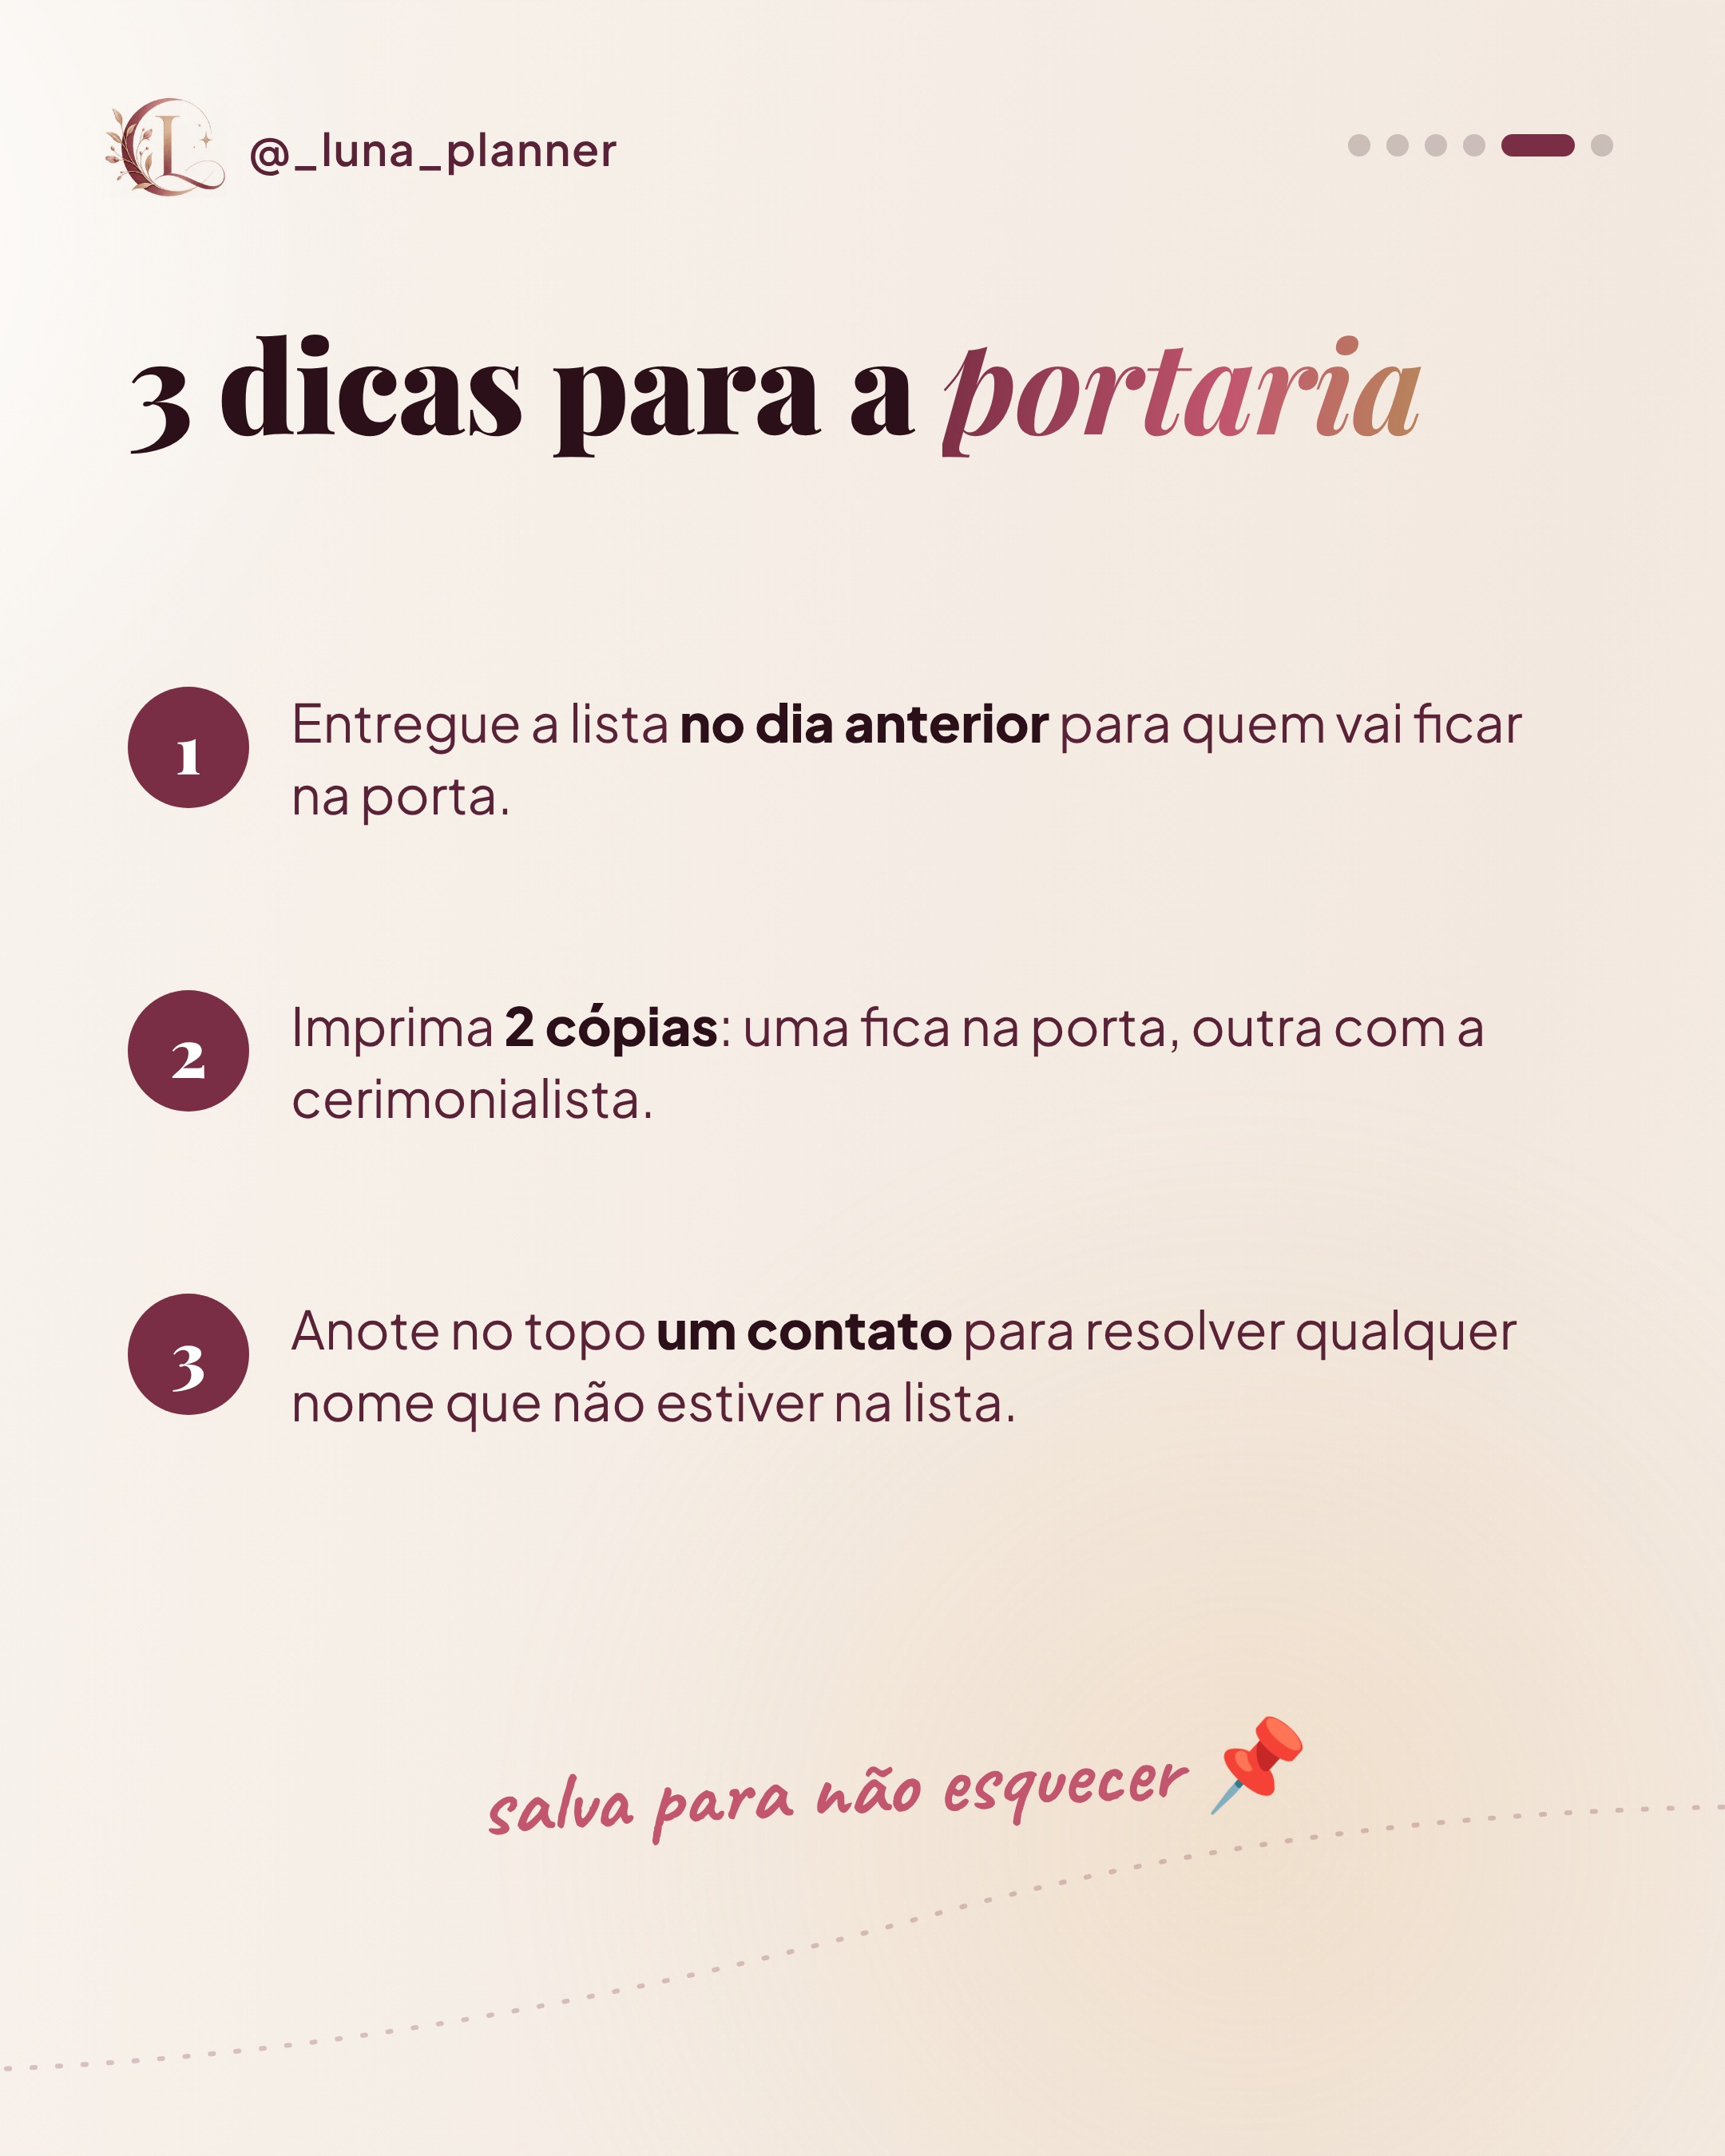 L
@_luna_planner
3 dicas para a portaria
1
Entregue a lista no dia anterior para quem vai ficar
na porta.
2
Imprima 2 cópias: uma fica na porta, outra com a
cerimonialista.
3
Anote no topo um contato para resolver qualquer
nome que não estiver na lista.
salva para não esquecer